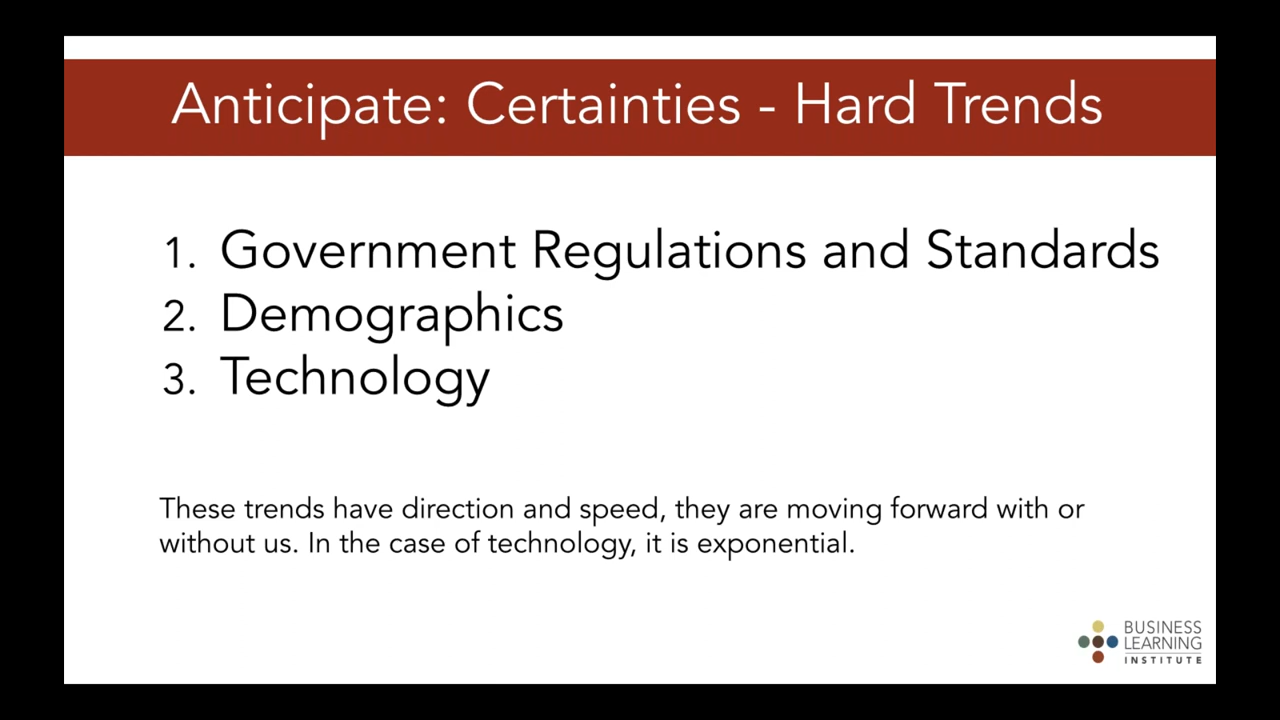 Anticipate: Certainties - Hard Trends
1. Government Regulations and Standards
2. Demographics
3. Technology
These trends have direction and speed, they are moving forward with or
without us. In the case of technology, it is exponential.
BUSINESS
LEARNING
INSTITUTE